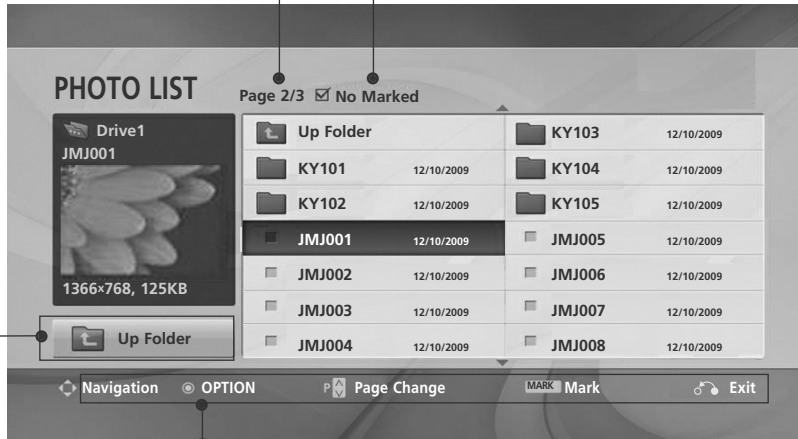 PHOTO LIST
Page 2/3 No Marked
Drive1
JMJ001
1366x768, 125KB
Up Folder
Up Folder
KY101 12/10/2009
KY102 12/10/2009
JMJ001 12/10/2009
JMJ002 12/10/2009
JMJ003 12/10/2009
JMJ004 12/10/2009
KY103 12/10/2009
KY104 12/10/2009
KY105 12/10/2009
JMJ005 12/10/2009
JMJ006 12/10/2009
JMJ007 12/10/2009
JMJ008 12/10/2009
Navigation OPTION P Page Change MARK Mark Exit